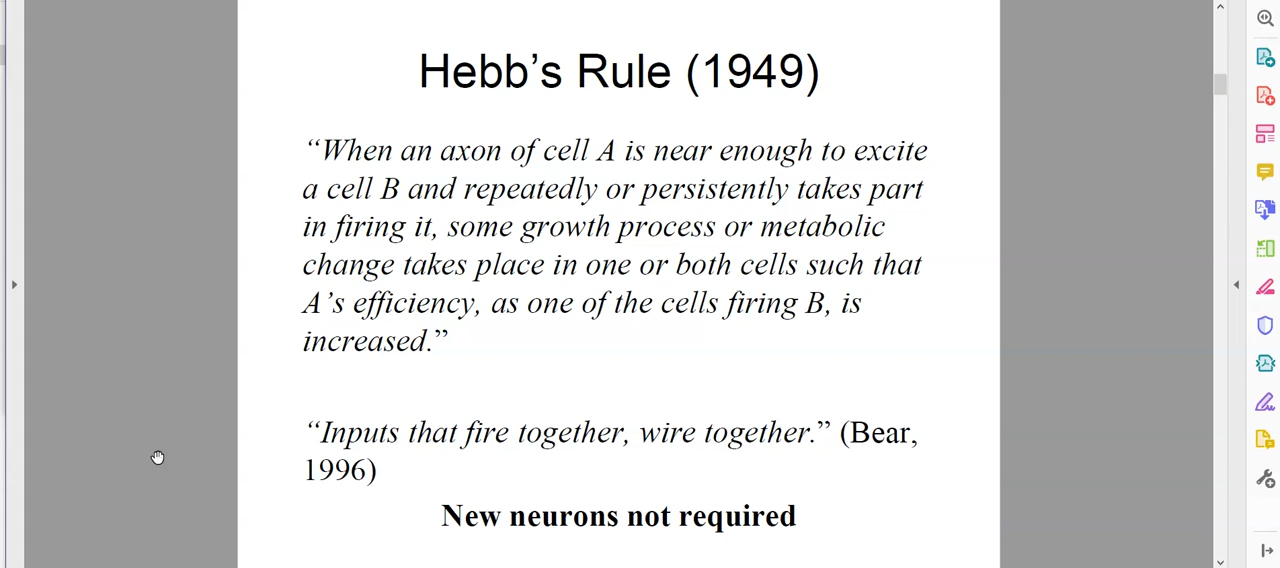 Hebb’s Rule (1949)
“When an axon of cell A is near enough to excite
a cell B and repeatedly or persistently takes part
in firing it, some growth process or metabolic
change takes place in one or both cells such that
A’s efficiency, as one of the cells firing B, is
increased.”
“Inputs that fire together, wire together.” (Bear,
1996)
New neurons not required